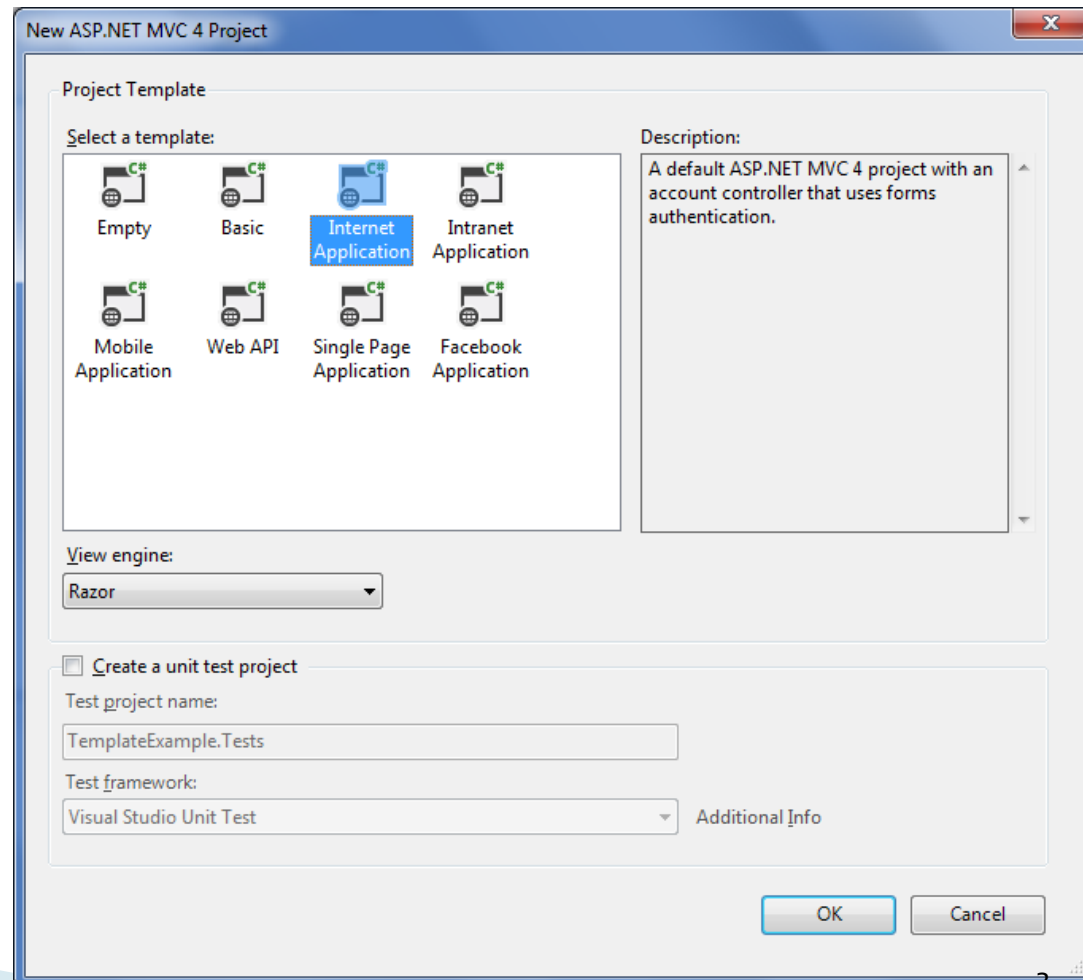 New ASP.NET MVC 4 Project
x
Project Template
Select a template:
C# C# C# C#
Empty Basic Internet Application Intranet Application
C# C# C# C#
Mobile Application Web API Single Page Application Facebook Application
Description:
A default ASP.NET MVC 4 project with an
account controller that uses forms
authentication.
View engine:
Razor
Create a unit test project
Test project name:
TemplateExample.Tests
Test framework:
Visual Studio Unit Test
Additional Info
OK Cancel